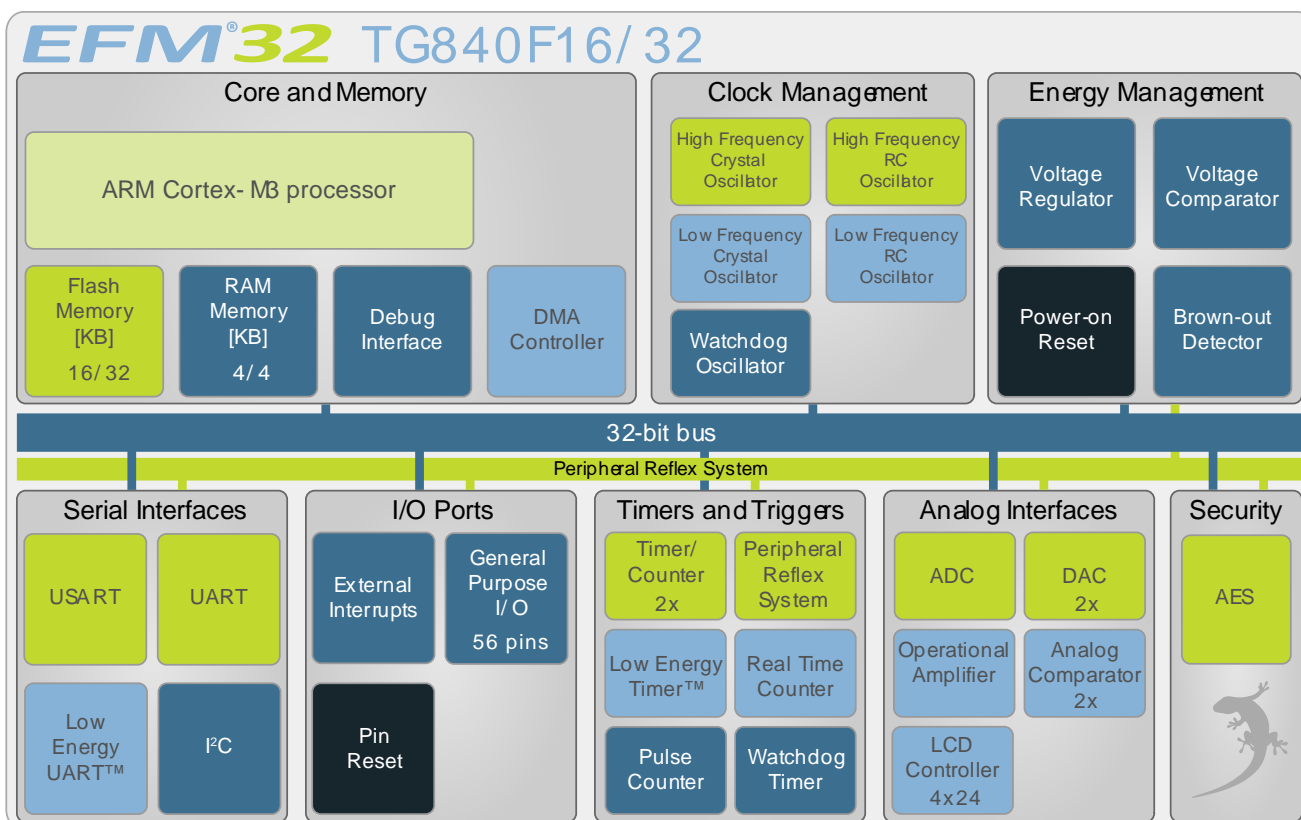 EFM®32 TG840F16/32
Core and Memory
ARM Cortex-M3 processor
Flash
Memory
[KB]
16/32
RAM
Memory
[KB]
4/4
Debug
Interface
DMA
Controller
Clock Management
High Frequency
Crystal
Oscillator
High Frequency
RC
Oscillator
Low Frequency
Crystal
Oscillator
Low Frequency
RC
Oscillator
Watchdog
Oscillator
Energy Management
Voltage
Regulator
Voltage
Comparator
Power-on
Reset
Brown-out
Detector
32-bit bus
Peripheral Reflex System
Serial Interfaces
USART
UART
Low
Energy
UART™
I²C
I/O Ports
External
Interrupts
General
Purpose
I/O
56 pins
Pin
Reset
Timers and Triggers
Timer/
Counter
2x
Peripheral
Reflex
System
Low Energy
Timer™
Real Time
Counter
Pulse
Counter
Watchdog
Timer
Analog Interfaces
ADC
DAC
2x
Operational
Amplifier
Analog
Comparator
2x
LCD
Controller
4x24
Security
AES